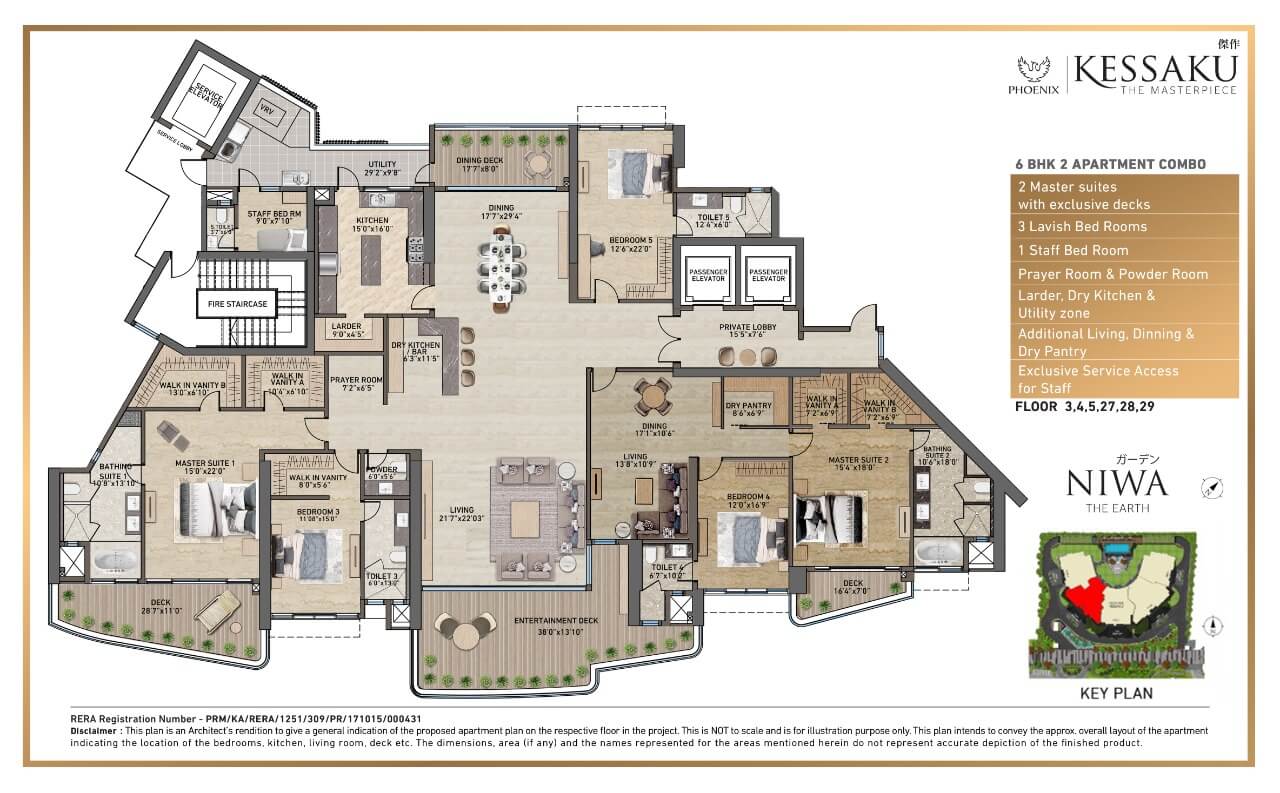 傑作
PHOENIX
KESSAKU
THE MASTERPIECE
6 BHK 2 APARTMENT COMBO
2 Master suites
with exclusive decks
3 Lavish Bed Rooms
1 Staff Bed Room
Prayer Room & Powder Room
Larder, Dry Kitchen &
Utility zone
Additional Living, Dinning &
Dry Pantry
Exclusive Service Access
for Staff
FLOOR 3,4,5,27,28,29
ガーデン
NIWA
THE EARTH
KEY PLAN
SERVICE
ELEVATOR
SERVICE LOBBY
VRV
UTILITY
29'2"x9'8"
DINING DECK
17'7"x8'0"
STAFF BED RM
9'0"x7'10"
S.TOILET
3'7"x6'0"
KITCHEN
15'0"x16'0"
DINING
17'7"x29'4"
BEDROOM 5
12'6"x22'0"
TOILET 5
12'4"x6'0"
PASSENGER
ELEVATOR
PASSENGER
ELEVATOR
FIRE STAIRCASE
LARDER
9'0"x4'5"
DRY KITCHEN
/ BAR
6'3"x11'5"
PRIVATE LOBBY
15'5"x7'6"
WALK IN VANITY B
13'0"x6'10"
WALK IN
VANITY A
10'4"x6'10"
PRAYER ROOM
7'2"x6'5"
DRY PANTRY
8'6"x6'9"
WALK IN
VANITY A
7'2"x6'9"
WALK IN
VANITY B
7'2"x6'9"
DINING
17'1"x10'6"
LIVING
13'8"x10'9"
MASTER SUITE 1
15'0"x22'0"
BATHING
SUITE 1
10'8"x13'10"
WALK IN VANITY
8'0"x5'6"
POWDER
6'0"x5'6"
MASTER SUITE 2
15'4"x18'0"
BATHING
SUITE 2
10'6"x18'0"
BEDROOM 3
11'08"x15'0"
LIVING
21'7"x22'03"
BEDROOM 4
12'0"x16'9"
TOILET 3
6'0"x13'0"
TOILET 4
6'7"x10'2"
DECK
28'7"x11'0"
ENTERTAINMENT DECK
38'0"x13'10"
DECK
16'4"x7'0"
RERA Registration Number - PRM/KA/RERA/1251/309/PR/171015/000431
Disclaimer : This plan is an Architect's rendition to give a general indication of the proposed apartment plan on the respective floor in the project. This is NOT to scale and is for illustration purpose only. This plan intends to convey the approx. overall layout of the apartment
indicating the location of the bedrooms, kitchen, living room, deck etc. The dimensions, area (if any) and the names represented for the areas mentioned herein do not represent accurate depiction of the finished product.